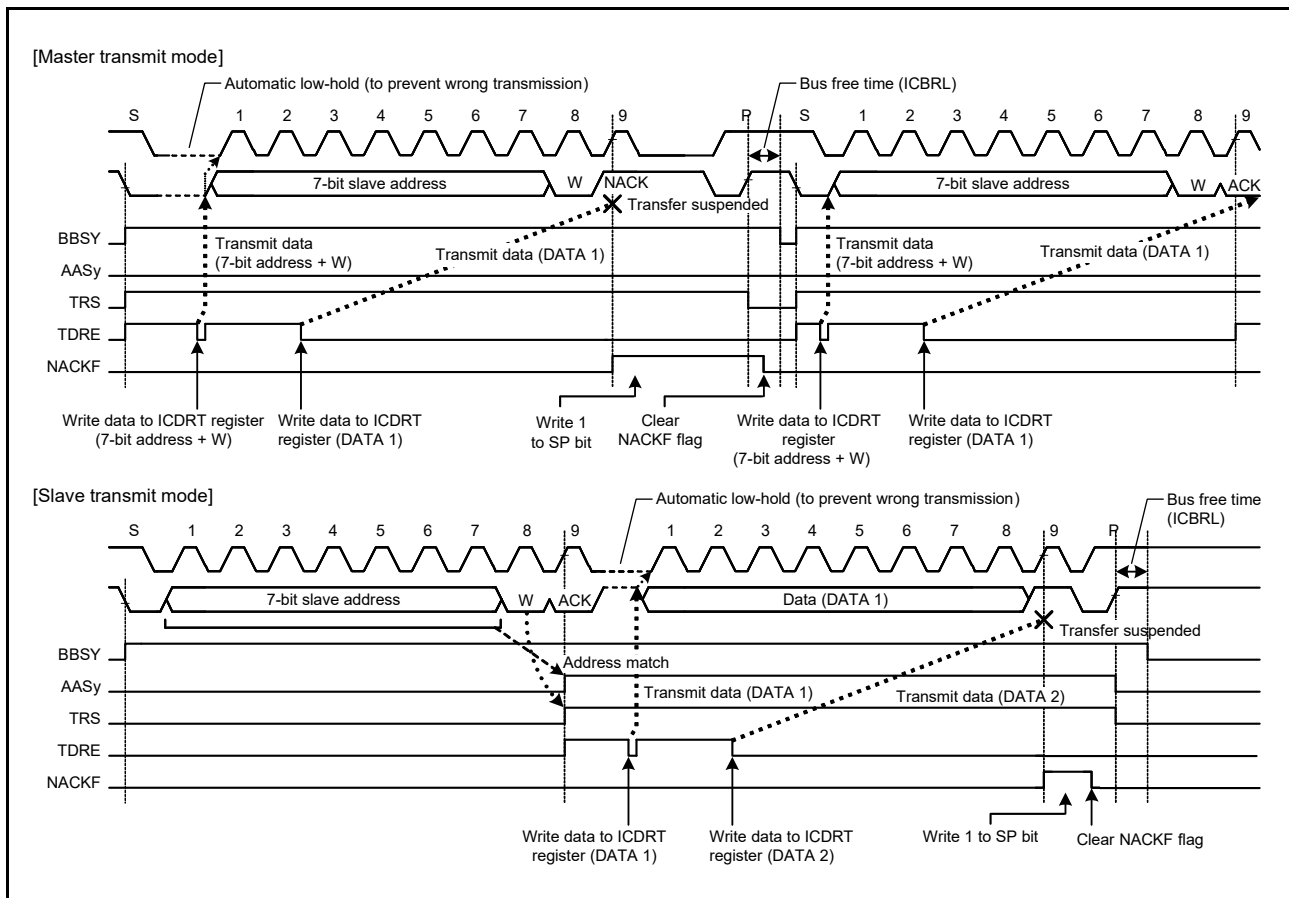 [Master transmit mode]
Automatic low-hold (to prevent wrong transmission)
Bus free time (ICBRL)
S 1 2 3 4 5 6 7 8 9 P S 1 2 3 4 5 6 7 8 9
7-bit slave address W NACK 7-bit slave address W ACK
Transfer suspended
BBSY
Transmit data
(7-bit address + W)
Transmit data (DATA 1)
Transmit data
(7-bit address + W)
Transmit data (DATA 1)
AASy
TRS
TDRE
NACKF
Write data to ICDRT register
(7-bit address + W)
Write data to ICDRT
register (DATA 1)
Write 1
to SP bit
Clear
NACKF flag
Write data to ICDRT
register
(7-bit address + W)
Write data to ICDRT
register (DATA 1)
[Slave transmit mode]
Automatic low-hold (to prevent wrong transmission)
Bus free time
(ICBRL)
S 1 2 3 4 5 6 7 8 9 1 2 3 4 5 6 7 8 9 P
7-bit slave address W ACK Data (DATA 1)
Transfer suspended
BBSY
Address match
AASy
Transmit data (DATA 1) Transmit data (DATA 2)
TRS
TDRE
NACKF
Write data to ICDRT
register (DATA 1)
Write data to ICDRT
register (DATA 2)
Write 1 to SP bit
Clear NACKF flag